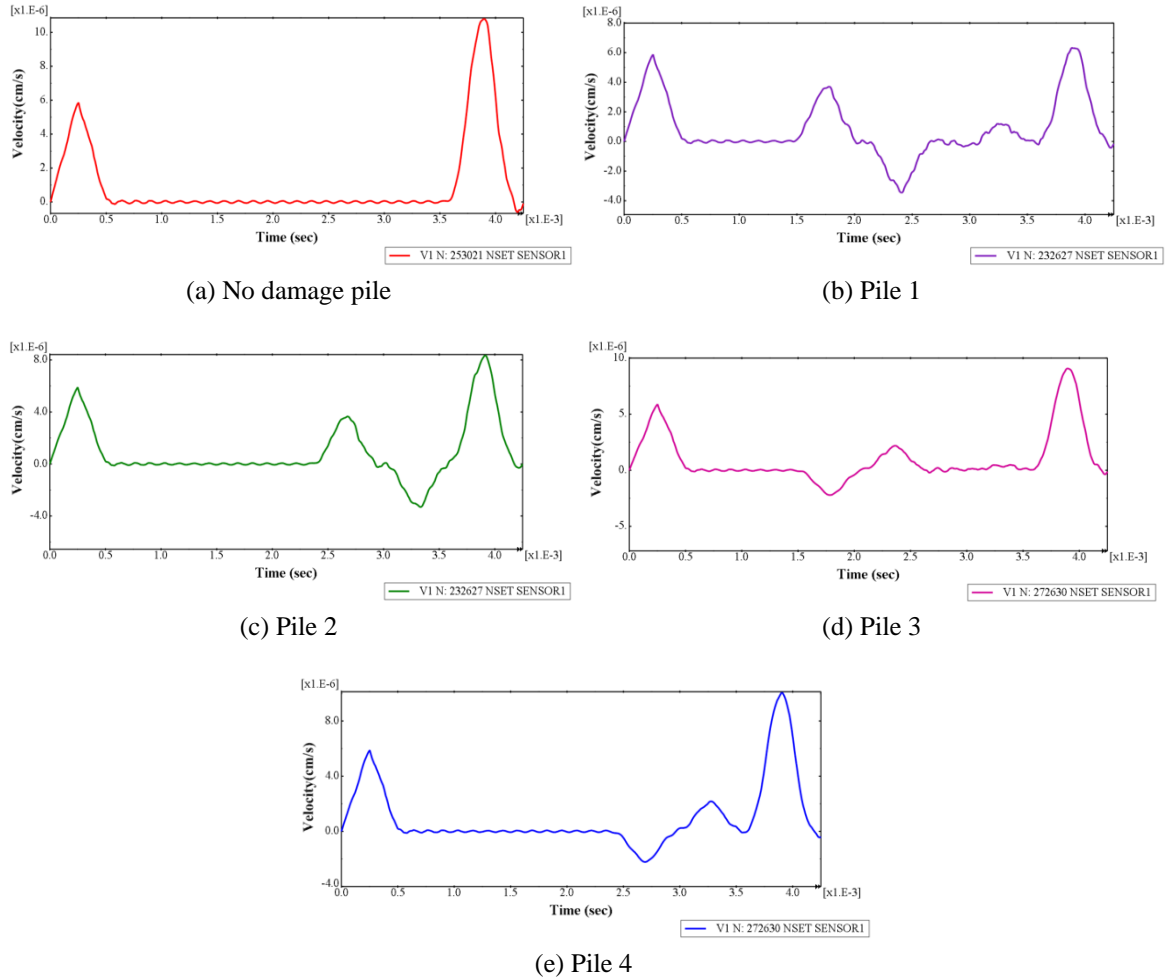 [x1.E-6]
10.
8.
6.
4.
2.
0.
Velocity(cm/s)
0.0 0.5 1.0 1.5 2.0 2.5 3.0 3.5 4.0 [x1.E-3]
Time (sec)
V1 N: 253021 NSET SENSOR1
(a) No damage pile
[x1.E-6]
8.0
6.0
4.0
2.0
0.0
-2.0
-4.0
Velocity(cm/s)
0.0 0.5 1.0 1.5 2.0 2.5 3.0 3.5 4.0 [x1.E-3]
Time (sec)
V1 N: 232627 NSET SENSOR1
(b) Pile 1
[x1.E-6]
8.0
4.0
0.0
-4.0
Velocity(cm/s)
0.0 0.5 1.0 1.5 2.0 2.5 3.0 3.5 4.0 [x1.E-3]
Time (sec)
V1 N: 232627 NSET SENSOR1
(c) Pile 2
[x1.E-6]
10.
5.
0.
-5.
Velocity(cm/s)
0.0 0.5 1.0 1.5 2.0 2.5 3.0 3.5 4.0 [x1.E-3]
Time (sec)
V1 N: 272630 NSET SENSOR1
(d) Pile 3
[x1.E-6]
8.0
4.0
0.0
-4.0
Velocity(cm/s)
0.0 0.5 1.0 1.5 2.0 2.5 3.0 3.5 4.0 [x1.E-3]
Time (sec)
V1 N: 272630 NSET SENSOR1
(e) Pile 4